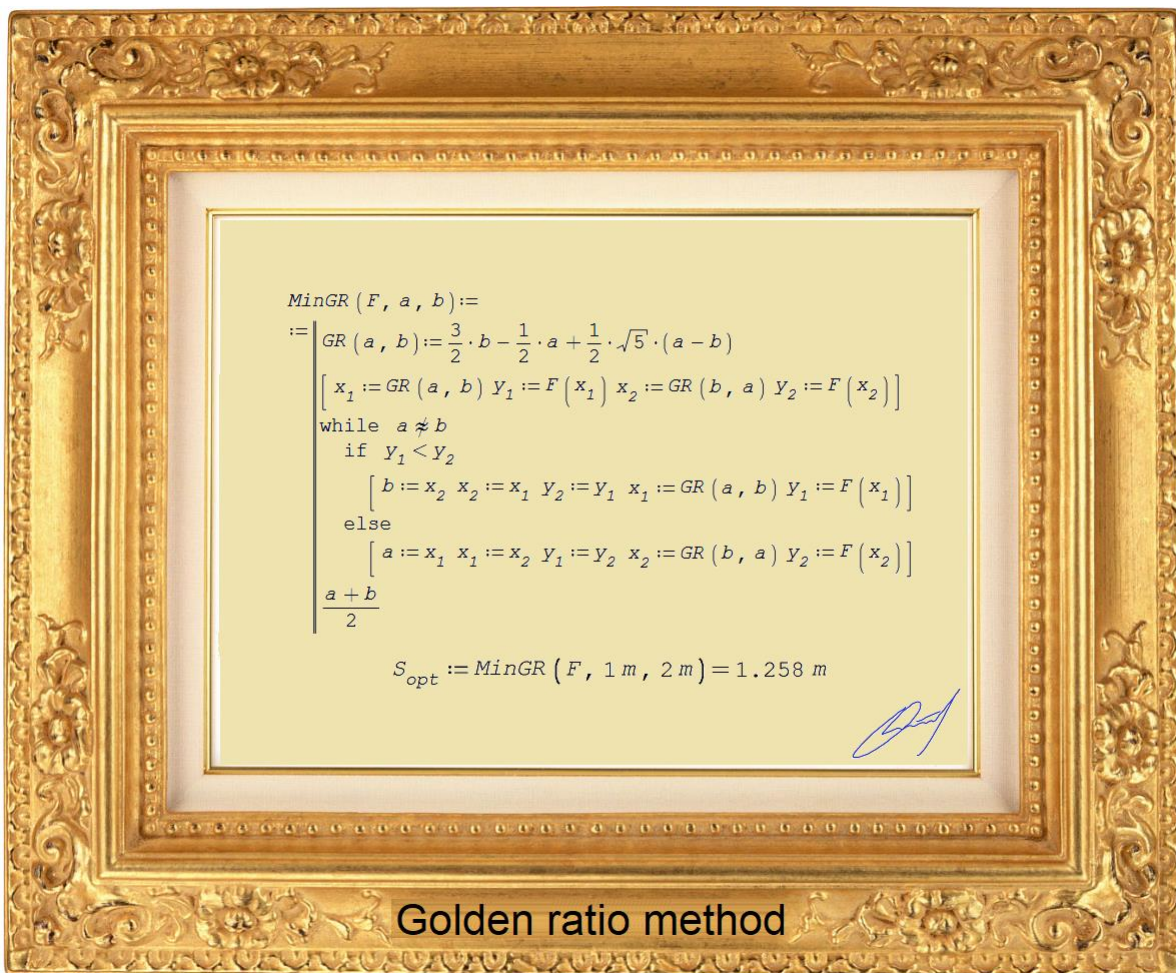 MinGR (F, a, b):=
:= GR (a, b):= 3/2 · b − 1/2 · a + 1/2 · √5 · (a − b)
[ x₁ := GR (a, b) y₁ := F (x₁) x₂ := GR (b, a) y₂ := F (x₂) ]
while a ≉ b
if y₁ < y₂
[ b := x₂ x₂ := x₁ y₂ := y₁ x₁ := GR (a, b) y₁ := F (x₁) ]
else
[ a := x₁ x₁ := x₂ y₁ := y₂ x₂ := GR (b, a) y₂ := F (x₂) ]
a + b / 2
S_opt := MinGR (F, 1 m, 2 m) = 1.258 m
Golden ratio method